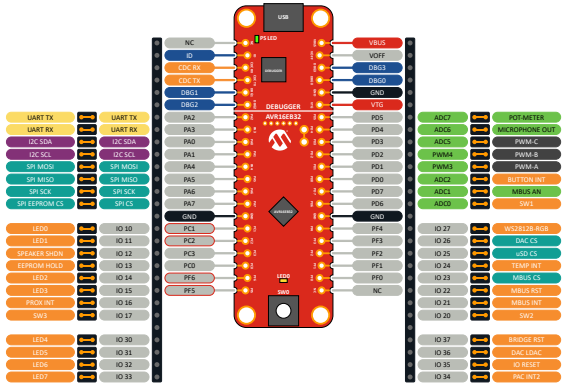 USB
PS LED
NC
VBUS
ID
VOFF
CDC RX
DBG3
DEBUGGER
CDC TX
DBG0
DBG1
GND
DBG2
DEBUGGER
VTG
UART TX UART TX PA2
AVR16EB32
PD5 ADC7 POT-METER
UART RX UART RX PA3
PD4 ADC6 MICROPHONE OUT
I2C SDA I2C SDA PA0
PD3 ADC5 PWM-C
I2C SCL I2C SCL PA1
PD2 PWM4 PWM-B
SPI MOSI SPI MOSI PA4
PD1 PWM3 PWM-A
SPI MISO SPI MISO PA5
PD0 ADC2 BUTTON INT
SPI SCK SPI SCK PA6
PD7 ADC1 MBUS AN
SPI EEPROM CS SPI CS PA7
PD6 ADC0 SW1
GND
AVR16EB32
GND
LED0 IO 10 PC1
PF4 IO 27 WS2812B-RGB
LED1 IO 11 PC2
PF3 IO 26 DAC CS
SPEAKER SHDN IO 12 PC3
PF2 IO 25 uSD CS
EEPROM HOLD IO 13 PC0
PF1 IO 24 TEMP INT
LED2 IO 14 PF6
LED0
PF0 IO 23 MBUS CS
LED3 IO 15 PF5
SW0
NC IO 22 MBUS RST
PROX INT IO 16
IO 21 MBUS INT
SW3 IO 17
IO 20 SW2
LED4 IO 30
IO 37 BRIDGE RST
LED5 IO 31
IO 36 DAC LDAC
LED6 IO 32
IO 35 IO RESET
LED7 IO 33
IO 34 PAC INT2